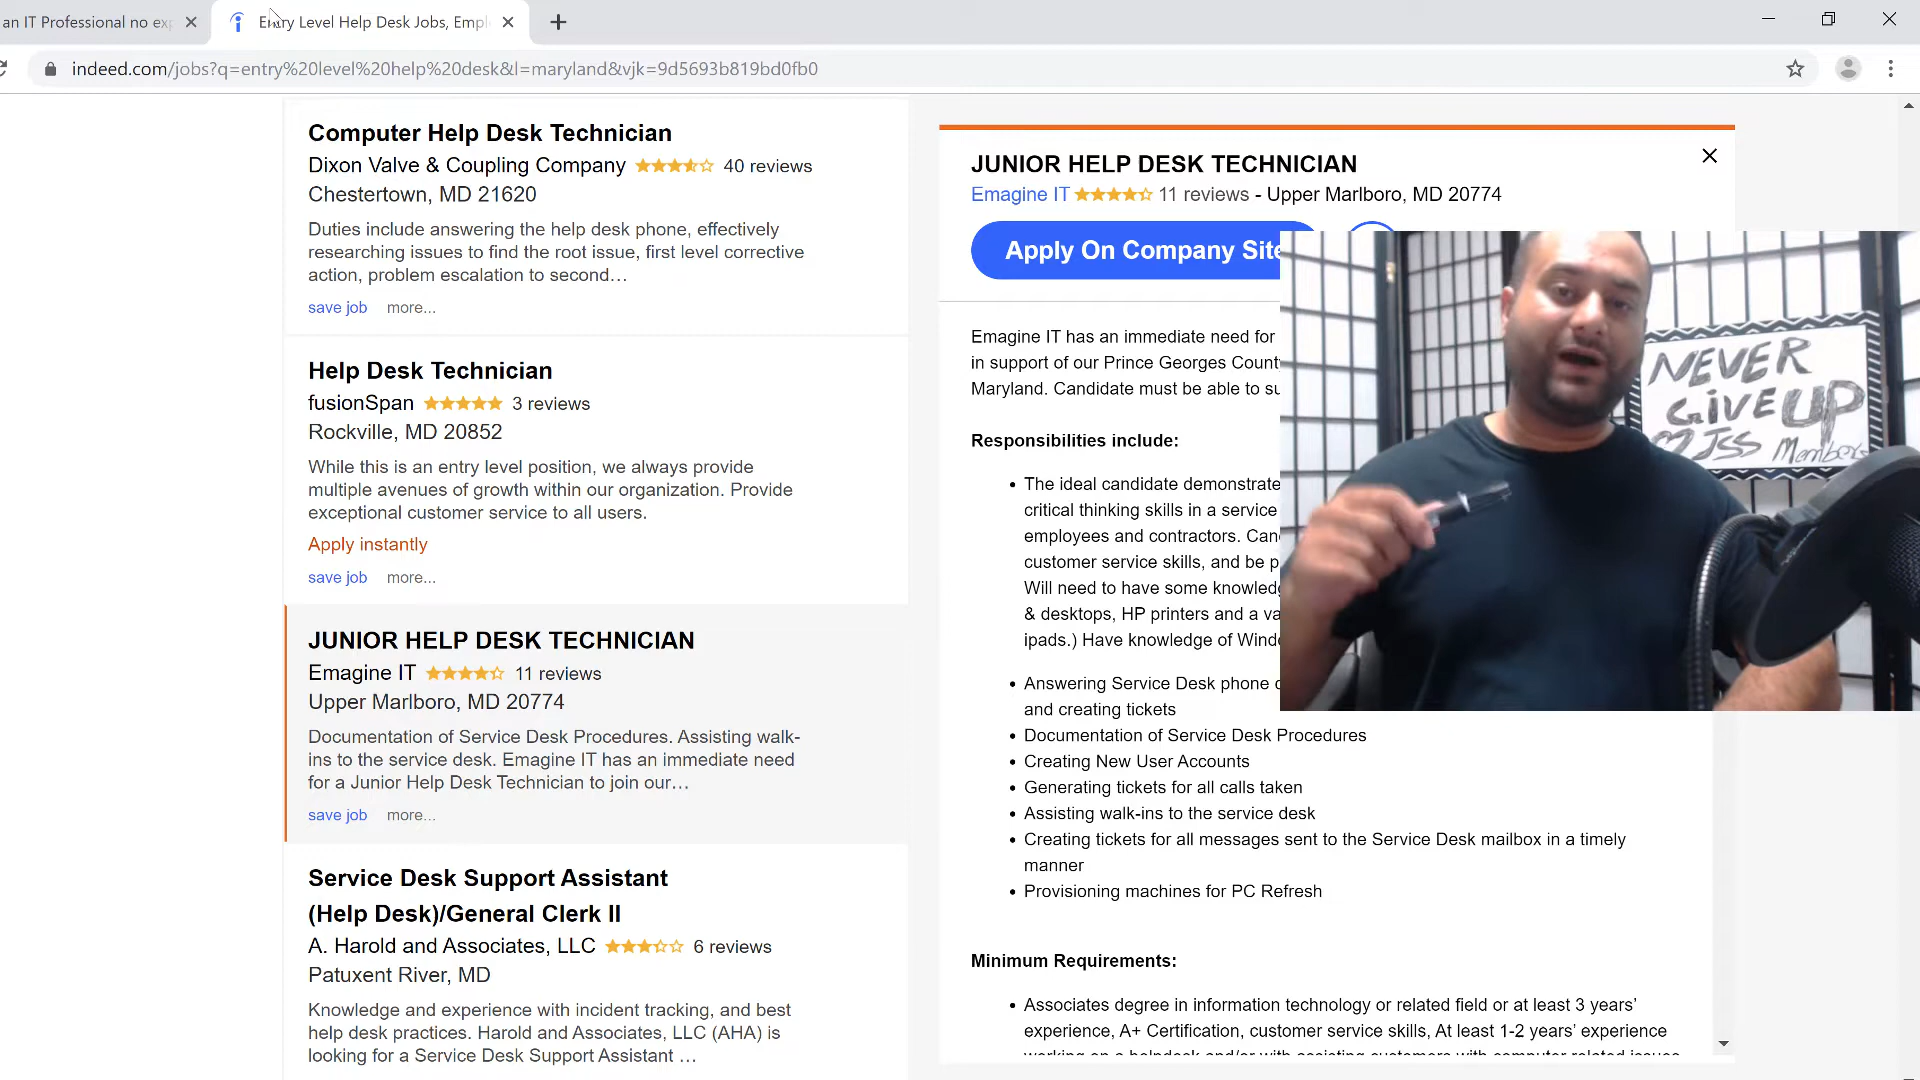 an IT Professional no exp
Entry Level Help Desk Jobs, Empl
indeed.com/jobs?q=entry%20level%20help%20desk&l=maryland&vjk=9d5693b819bd0fb0
Computer Help Desk Technician
Dixon Valve & Coupling Company 40 reviews
Chestertown, MD 21620
Duties include answering the help desk phone, effectively
researching issues to find the root issue, first level corrective
action, problem escalation to second…
save job more...
Help Desk Technician
fusionSpan 3 reviews
Rockville, MD 20852
While this is an entry level position, we always provide
multiple avenues of growth within our organization. Provide
exceptional customer service to all users.
Apply instantly
save job more...
JUNIOR HELP DESK TECHNICIAN
Emagine IT 11 reviews
Upper Marlboro, MD 20774
Documentation of Service Desk Procedures. Assisting walk-
ins to the service desk. Emagine IT has an immediate need
for a Junior Help Desk Technician to join our…
save job more...
Service Desk Support Assistant
(Help Desk)/General Clerk II
A. Harold and Associates, LLC 6 reviews
Patuxent River, MD
Knowledge and experience with incident tracking, and best
help desk practices. Harold and Associates, LLC (AHA) is
looking for a Service Desk Support Assistant …
JUNIOR HELP DESK TECHNICIAN
Emagine IT 11 reviews - Upper Marlboro, MD 20774
Apply On Company Site
Emagine IT has an immediate need for
in support of our Prince Georges Count
Maryland. Candidate must be able to su
Responsibilities include:
• The ideal candidate demonstrate
critical thinking skills in a service
employees and contractors. Can
customer service skills, and be p
Will need to have some knowledg
& desktops, HP printers and a va
ipads.) Have knowledge of Windo
• Answering Service Desk phone c
and creating tickets
• Documentation of Service Desk Procedures
• Creating New User Accounts
• Generating tickets for all calls taken
• Assisting walk-ins to the service desk
• Creating tickets for all messages sent to the Service Desk mailbox in a timely
manner
• Provisioning machines for PC Refresh
Minimum Requirements:
• Associates degree in information technology or related field or at least 3 years’
experience, A+ Certification, customer service skills, At least 1-2 years’ experience
working on a helpdesk and/or with assisting customers with computer related issues
NEVER
GIVE UP
JSS Members